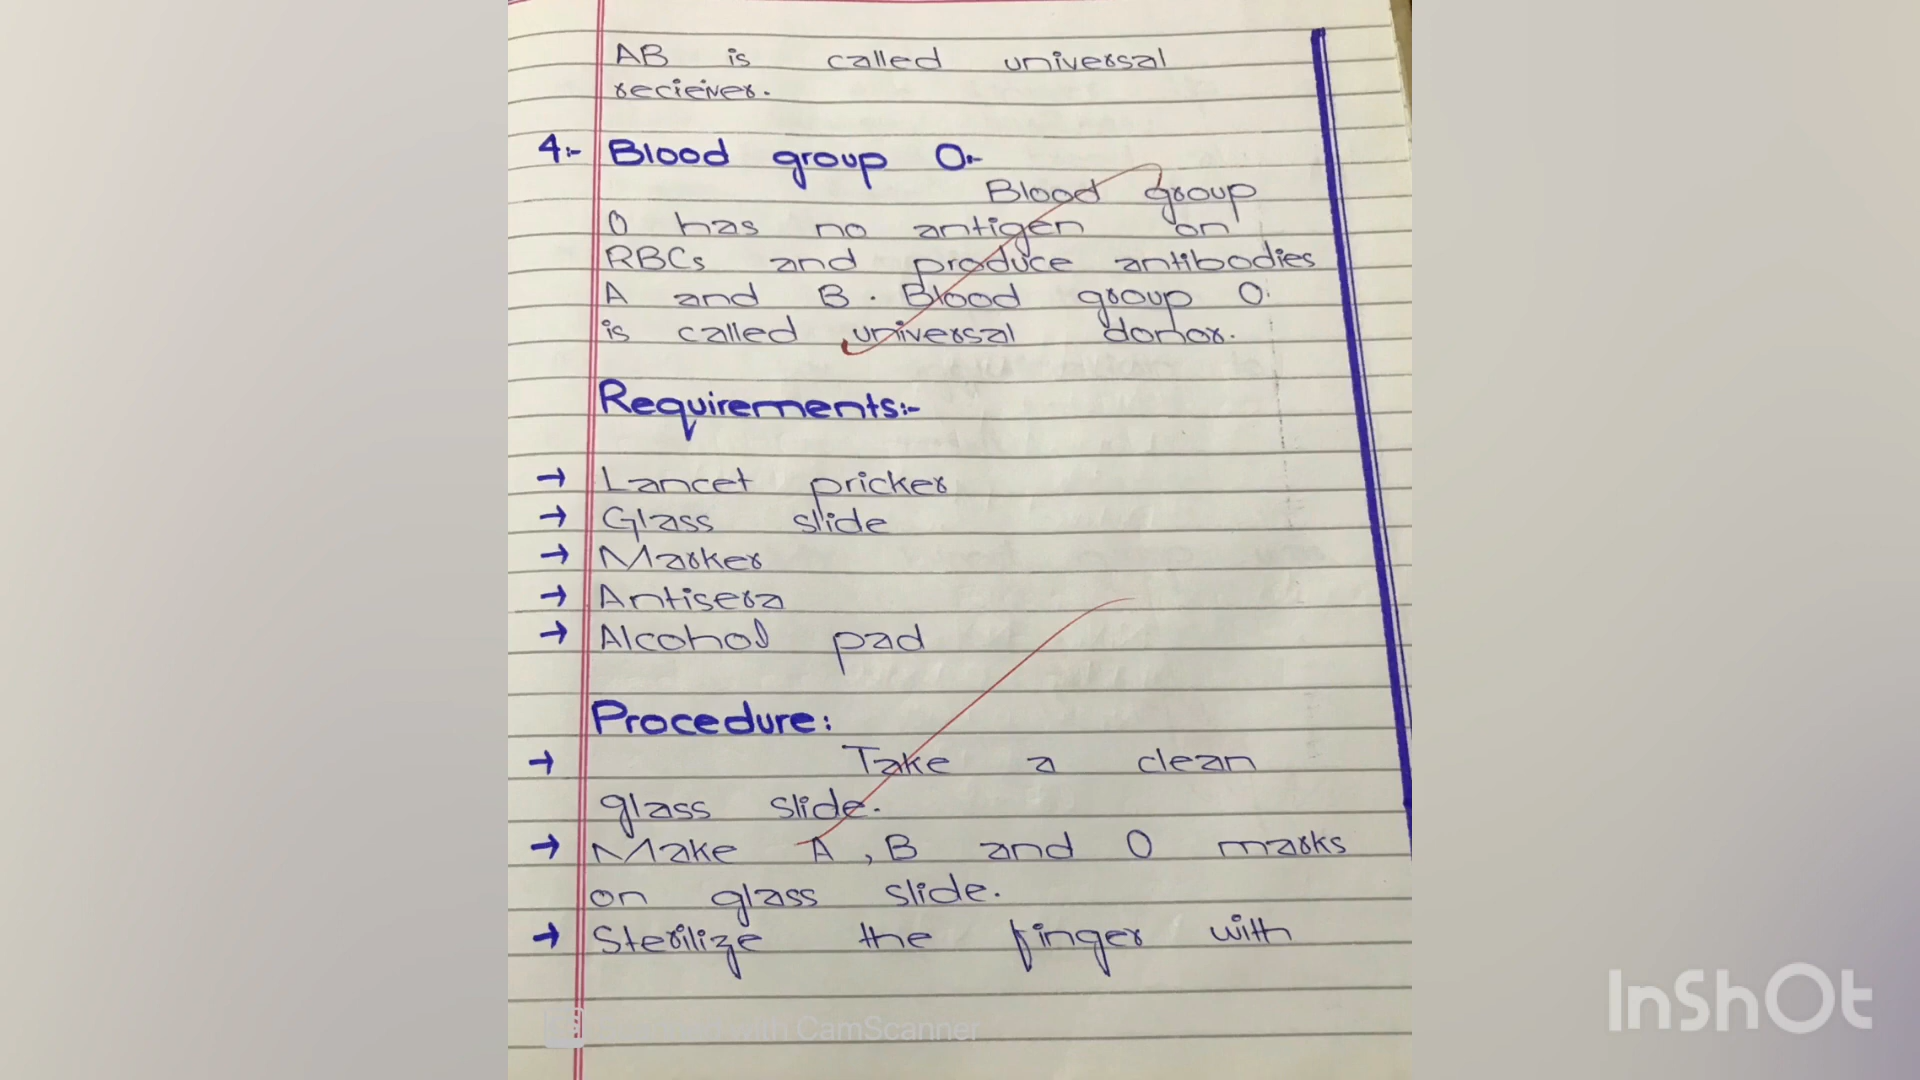 AB is called universal
reciever.
4:- Blood group O:-
Blood group
O has no antigen on
RBCs and produce antibodies
A and B. Blood group O
is called universal donor.
Requirements:-
→ Lancet pricker
→ Glass slide
→ Marker
→ Antisera
→ Alcohol pad
Procedure:
→ Take a clean
glass slide.
→ Make A, B and O marks
on glass slide.
→ Sterilize the finger with
with CamScanner
InShOt